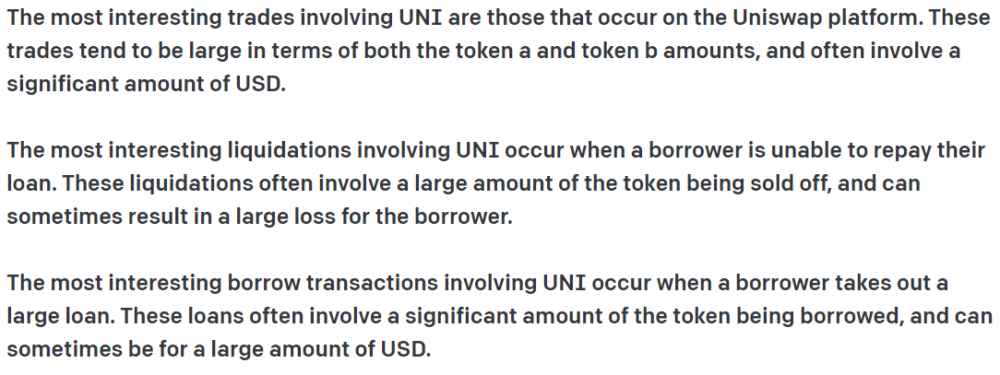 The most interesting trades involving UNI are those that occur on the Uniswap platform. These
trades tend to be large in terms of both the token a and token b amounts, and often involve a
significant amount of USD.
The most interesting liquidations involving UNI occur when a borrower is unable to repay their
loan. These liquidations often involve a large amount of the token being sold off, and can
sometimes result in a large loss for the borrower.
The most interesting borrow transactions involving UNI occur when a borrower takes out a
large loan. These loans often involve a significant amount of the token being borrowed, and can
sometimes be for a large amount of USD.